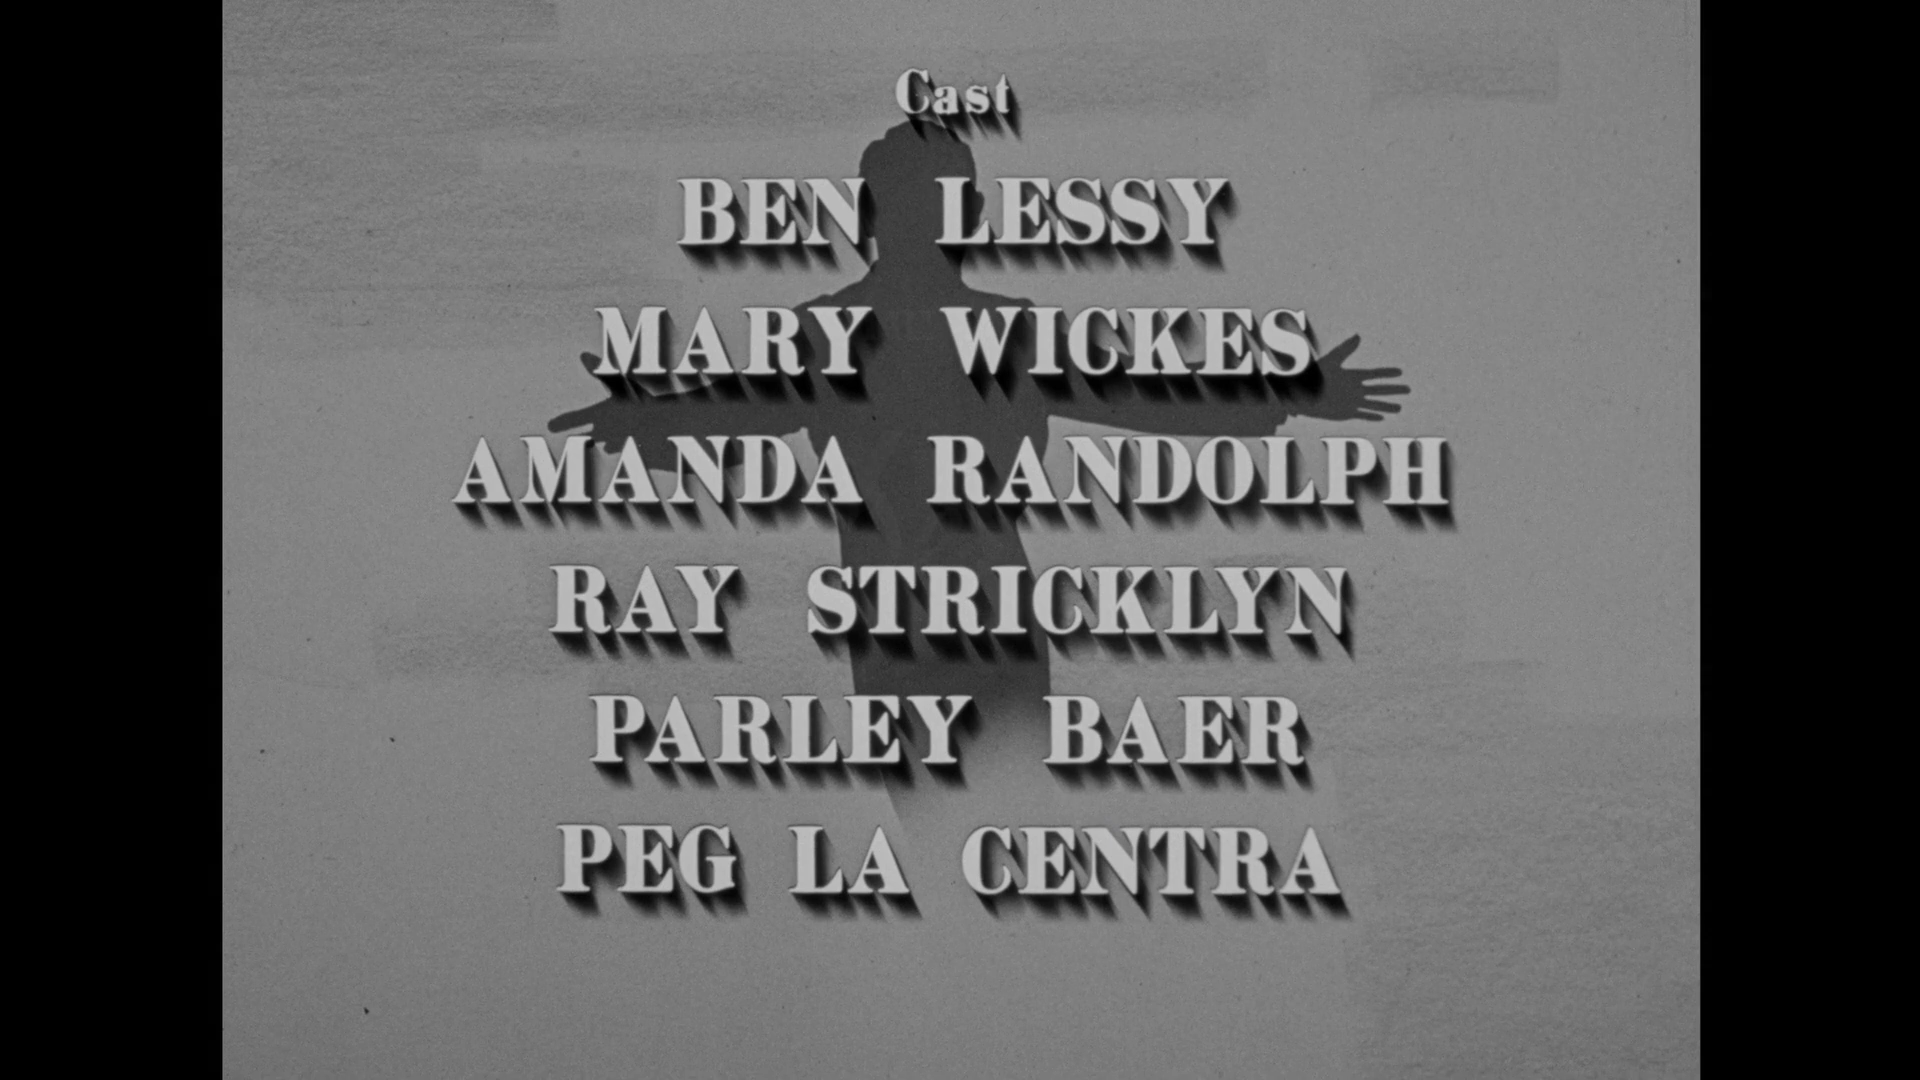 Cast
BEN LESSY
MARY WICKES
AMANDA RANDOLPH
RAY STRICKLYN
PARLEY BAER
PEG LA CENTRA